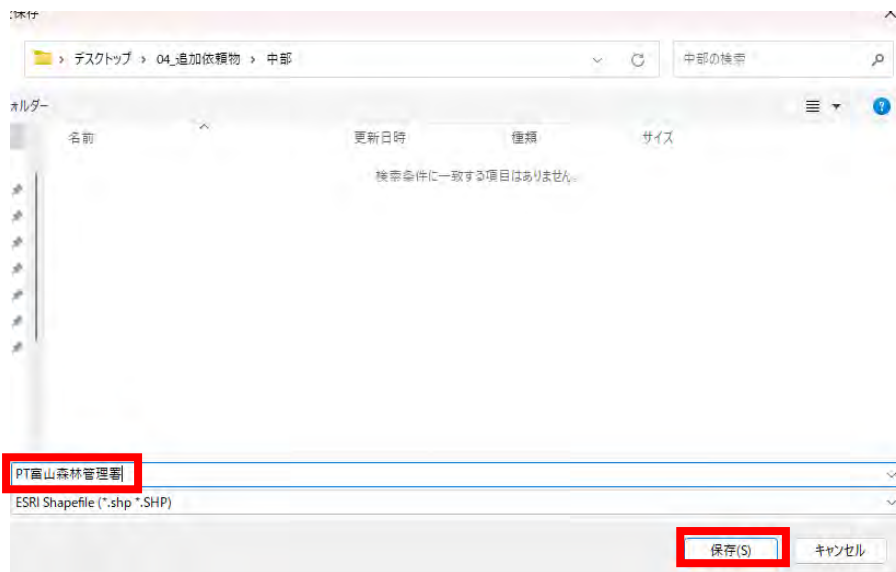 を保存
デスクトップ › 04_追加依頼物 › 中部
中部の検索
ォルダー
名前 更新日時 種類 サイズ
検索条件に一致する項目はありません。
PT富山森林管理署
ESRI Shapefile (*.shp *.SHP)
保存(S) キャンセル